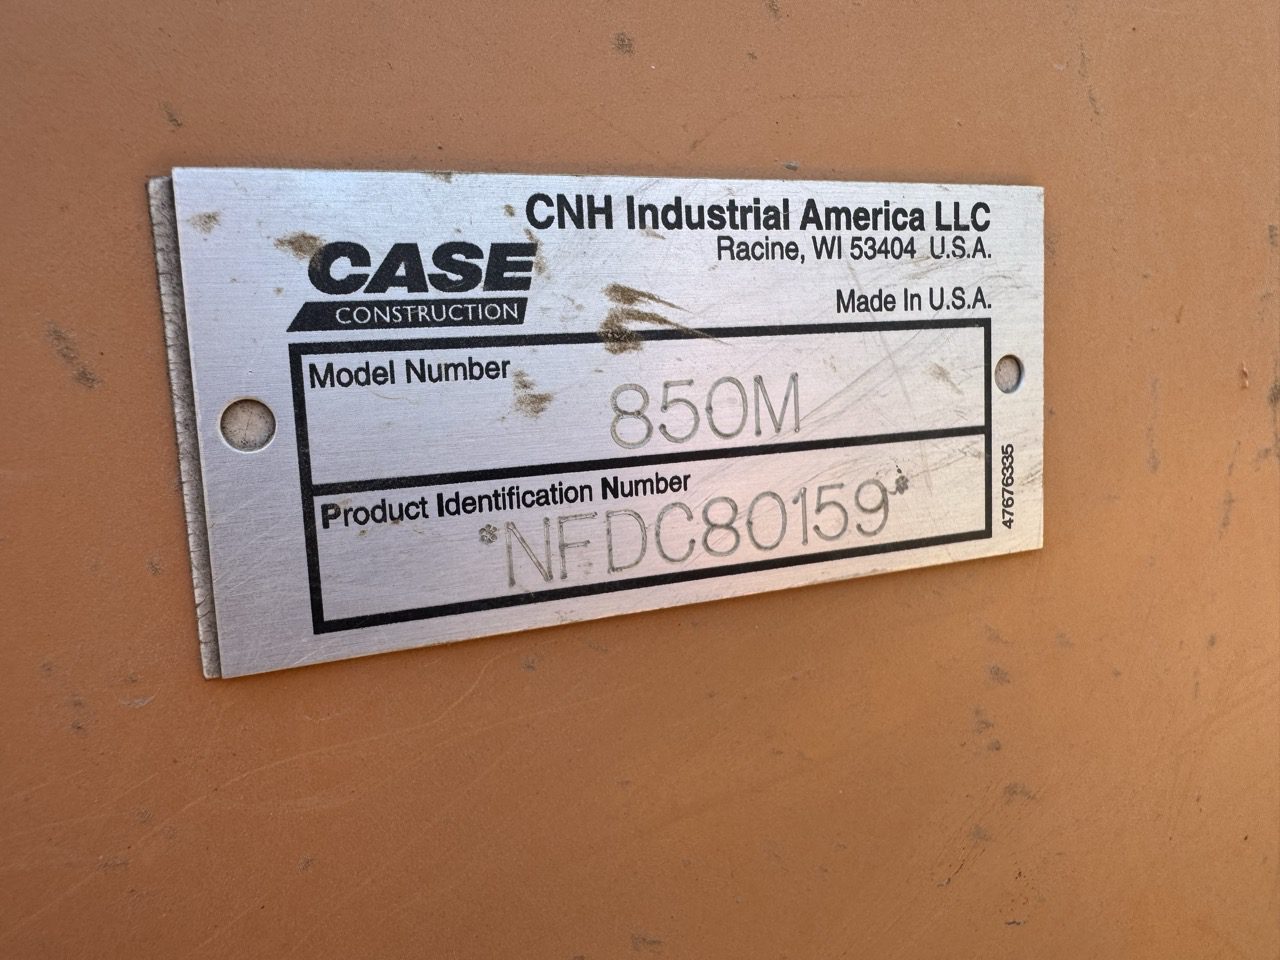 CNH Industrial America LLC
Racine, WI 53404 U.S.A.
Made In U.S.A.
CASE
CONSTRUCTION
Model Number
850M
Product Identification Number
*NFDC80159*
47676335